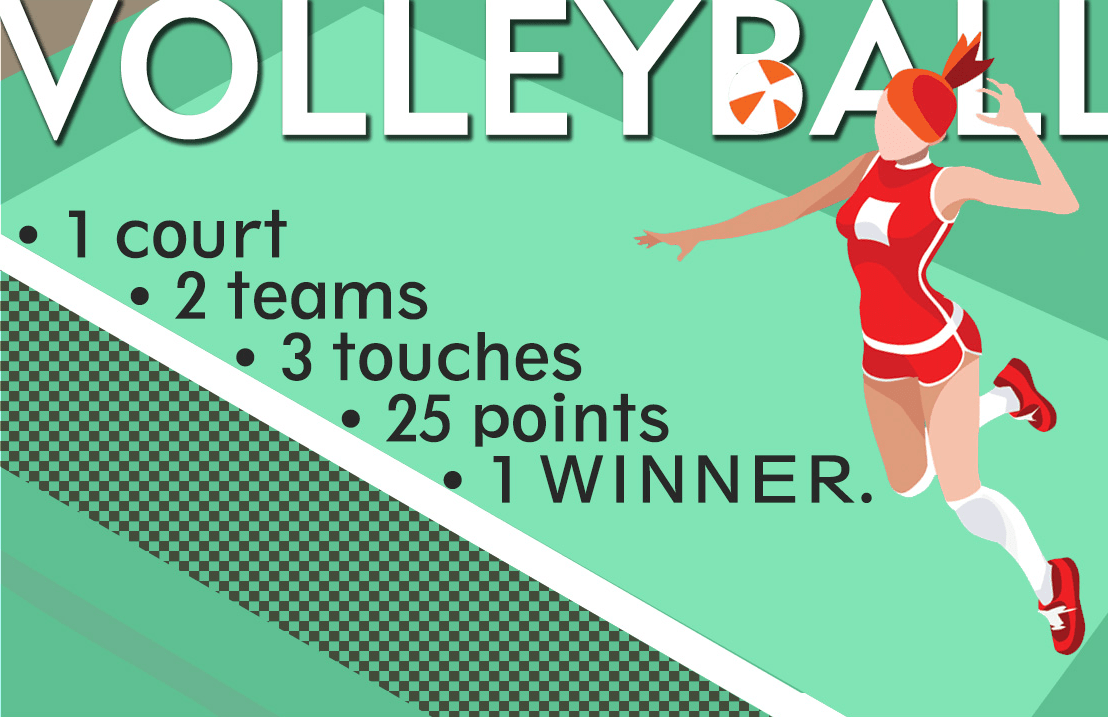 VOLLEYBALL
• 1 court
• 2 teams
• 3 touches
• 25 points
• 1 WINNER.